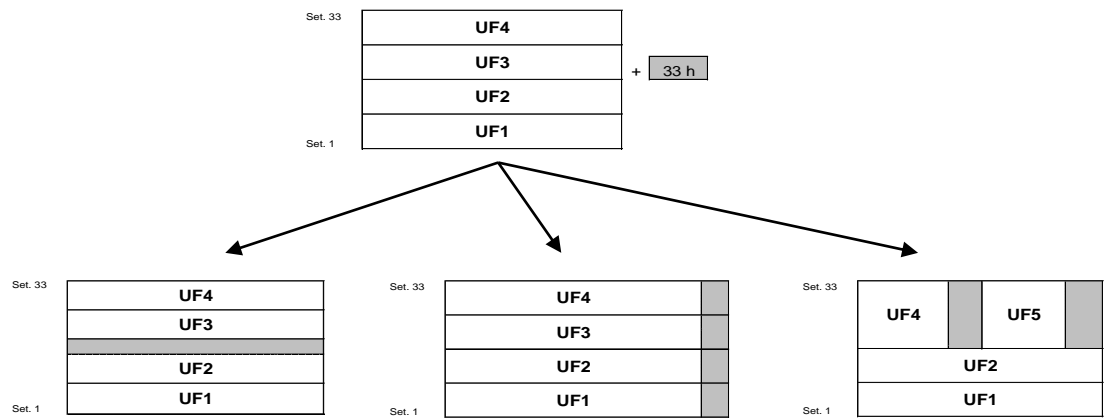 Set. 33
UF4
UF3
+ 33 h
UF2
UF1
Set. 1
Set. 33
UF4
UF3
UF2
UF1
Set. 1
Set. 33
UF4
UF3
UF2
UF1
Set. 1
Set. 33
UF4 UF5
UF2
UF1
Set. 1